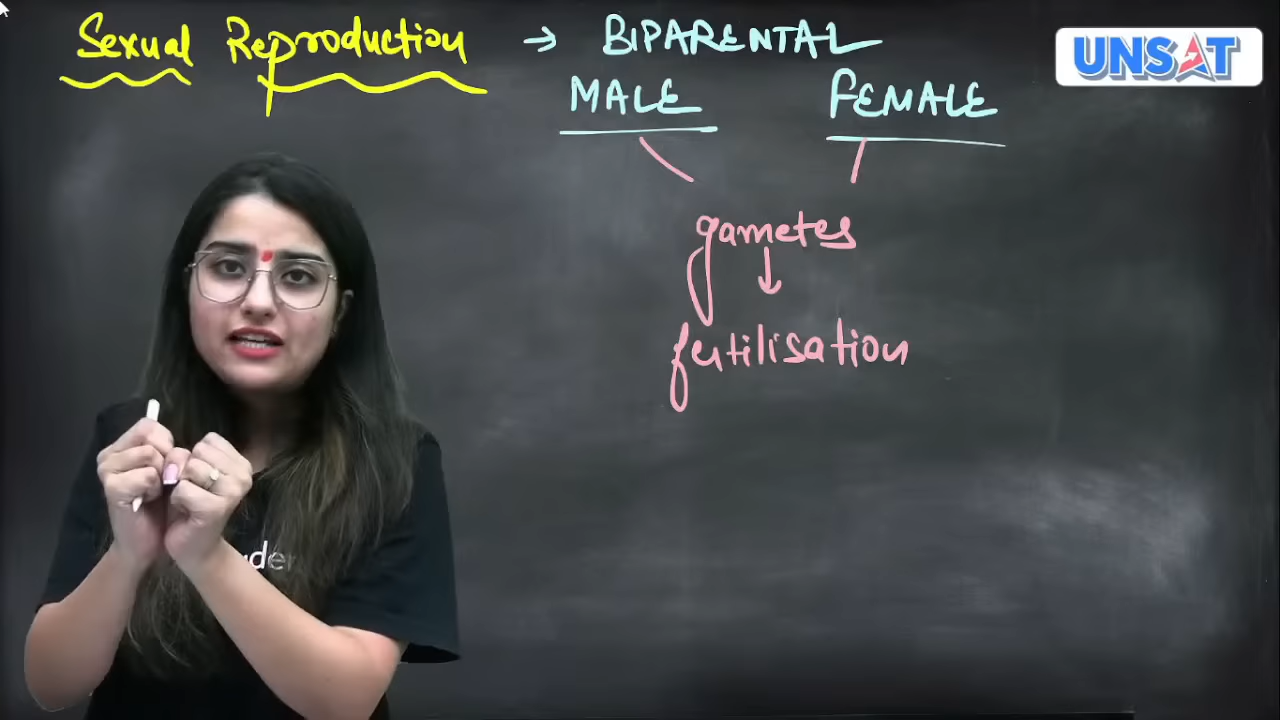 Sexual Reproduction → BIPARENTAL
MALE FEMALE
gametes
↓
fertilisation
UNSAT